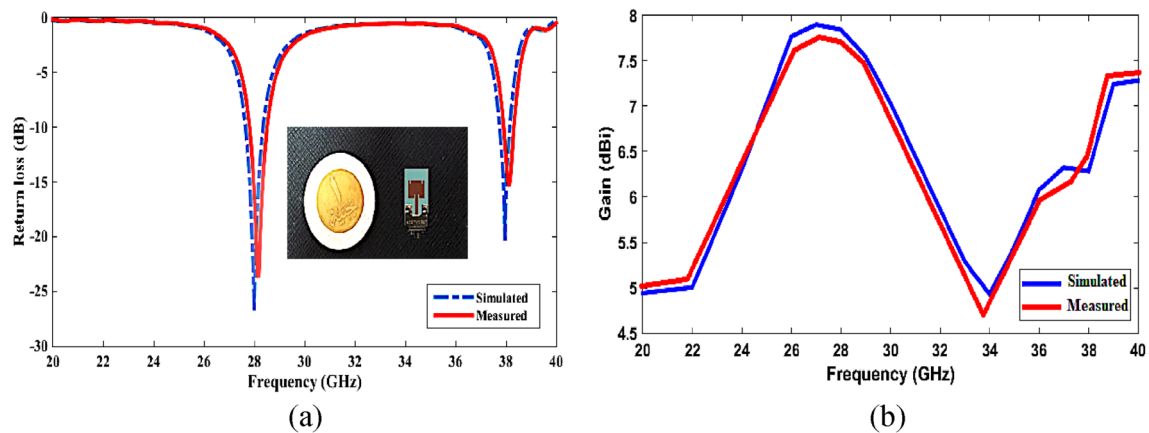 0
-5
-10
-15
-20
-25
-30
Return loss (dB)
Simulated
Measured
20 22 24 26 28 30 32 34 36 38 40
Frequency (GHz)
(a)
8
7.5
7
6.5
6
5.5
5
4.5
Gain (dBi)
Simulated
Measured
20 22 24 26 28 30 32 34 36 38 40
Frequency (GHz)
(b)